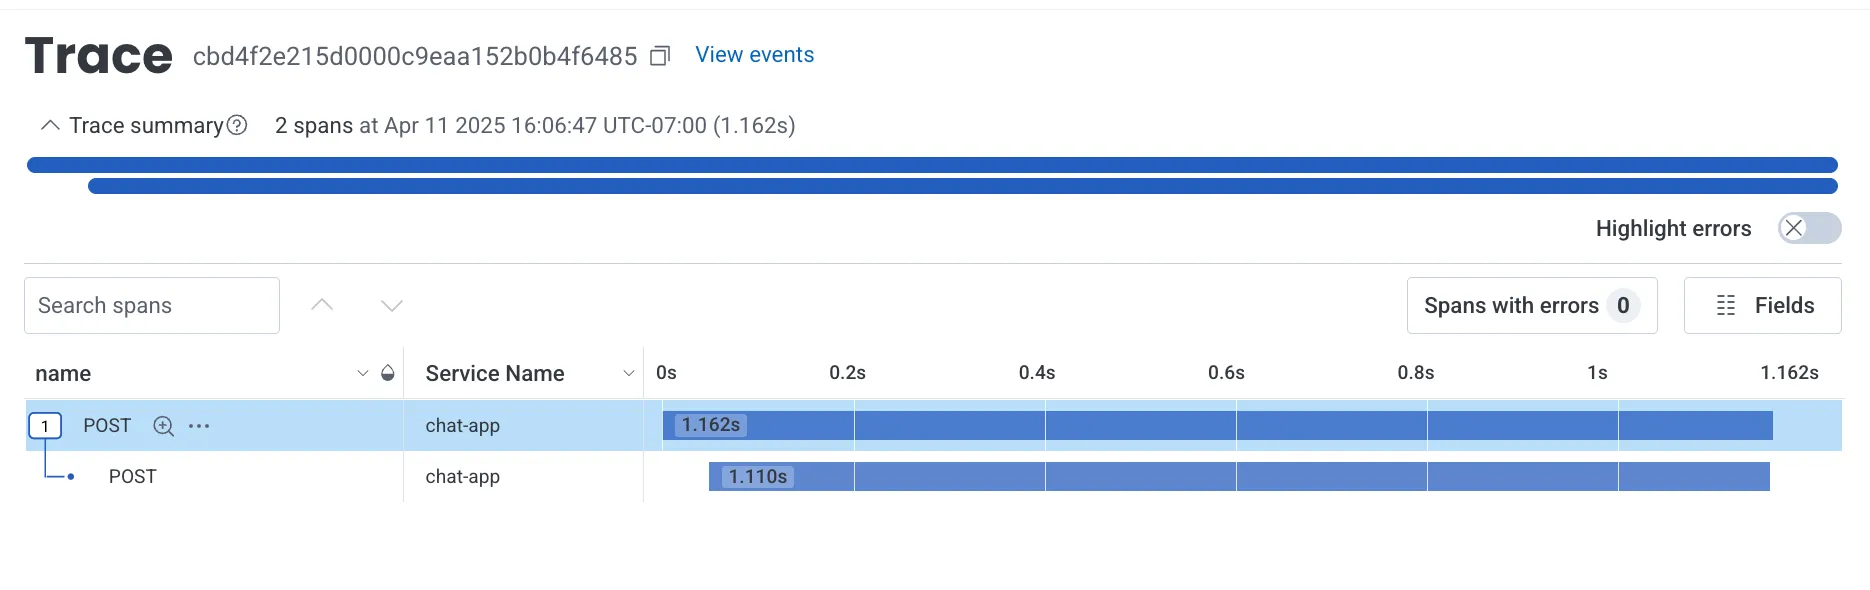 Trace cbd4f2e215d0000c9eaa152b0b4f6485 View events
Trace summary 2 spans at Apr 11 2025 16:06:47 UTC-07:00 (1.162s)
Highlight errors
Search spans Spans with errors 0 Fields
name Service Name 0s 0.2s 0.4s 0.6s 0.8s 1s 1.162s
1 POST chat-app 1.162s
POST chat-app 1.110s